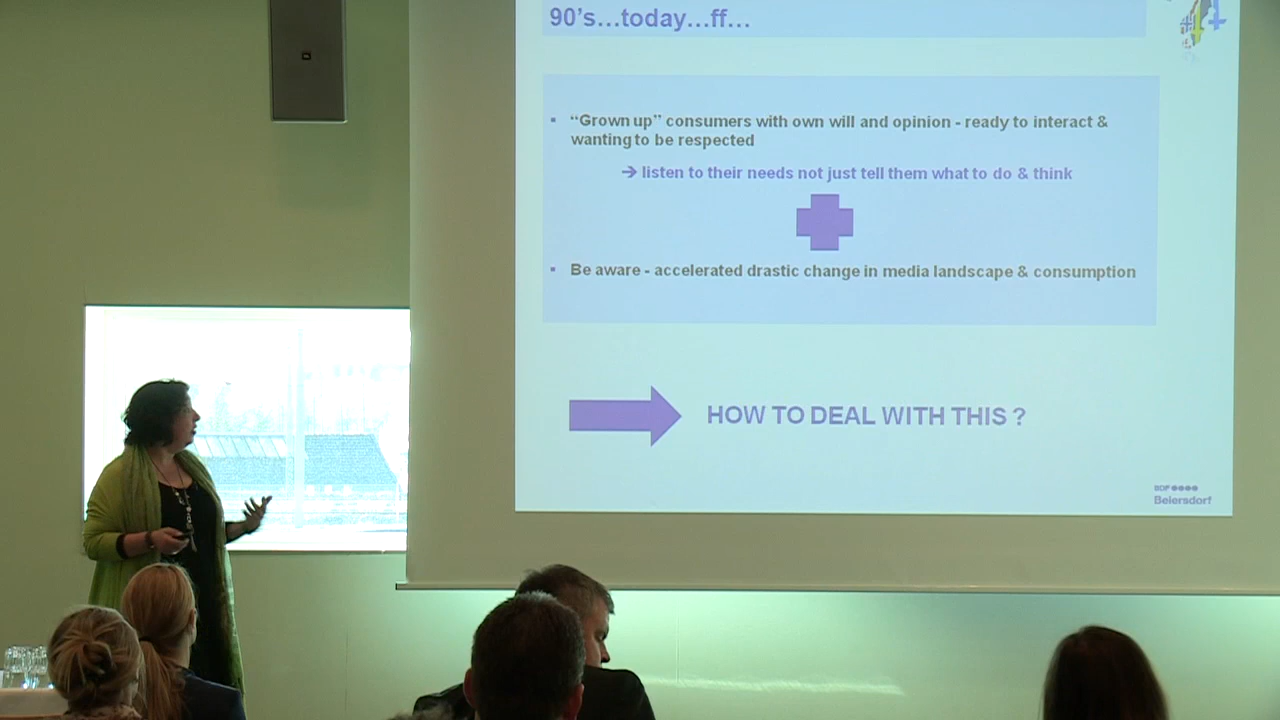 90's...today...ff...
▪ “Grown up” consumers with own will and opinion - ready to interact &
wanting to be respected
➔ listen to their needs not just tell them what to do & think
▪ Be aware - accelerated drastic change in media landscape & consumption
HOW TO DEAL WITH THIS ?
BDF ●●●●
Beiersdorf